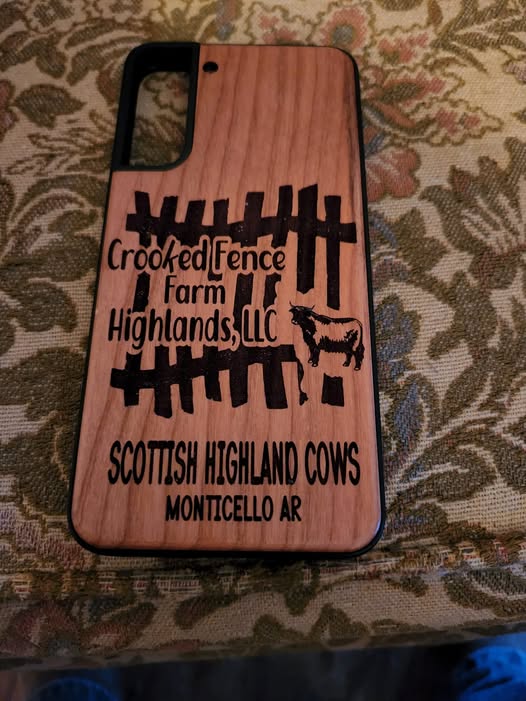 Crooked Fence
Farm
Highlands, LLC
SCOTTISH HIGHLAND COWS
MONTICELLO AR